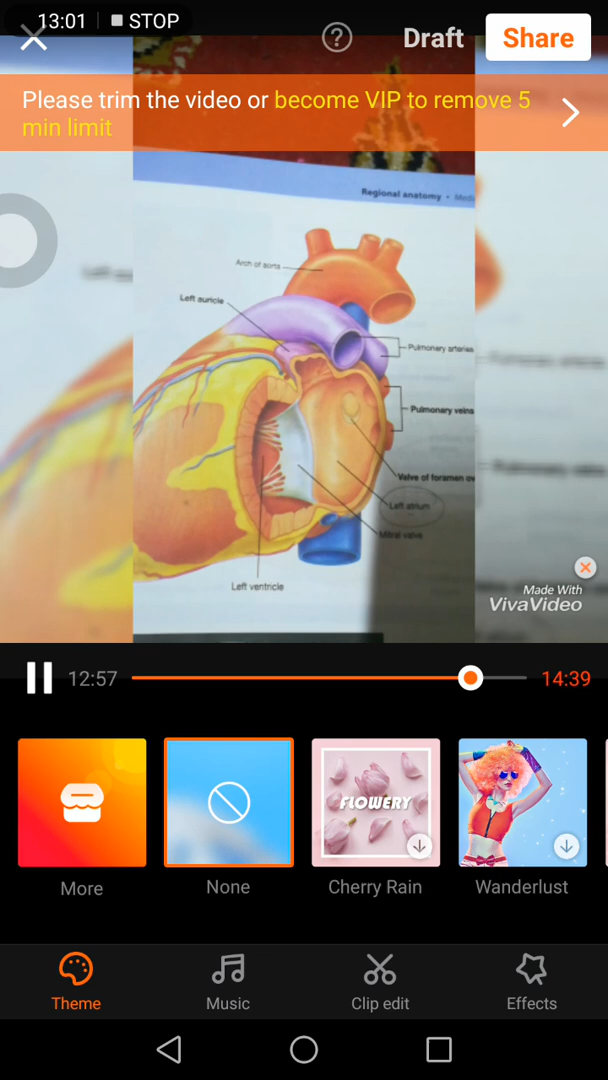 13:01
STOP
Draft
Share
Please trim the video or become VIP to remove 5
min limit
Regional anatomy •
Arch of aorta
Left auricle
Pulmonary arteries
Pulmonary veins
Valve of foramen ov
Left atrium
Mitral valve
Left ventricle
Made With
VivaVideo
12:57
14:39
FLOWERY
More
None
Cherry Rain
Wanderlust
Theme
Music
Clip edit
Effects